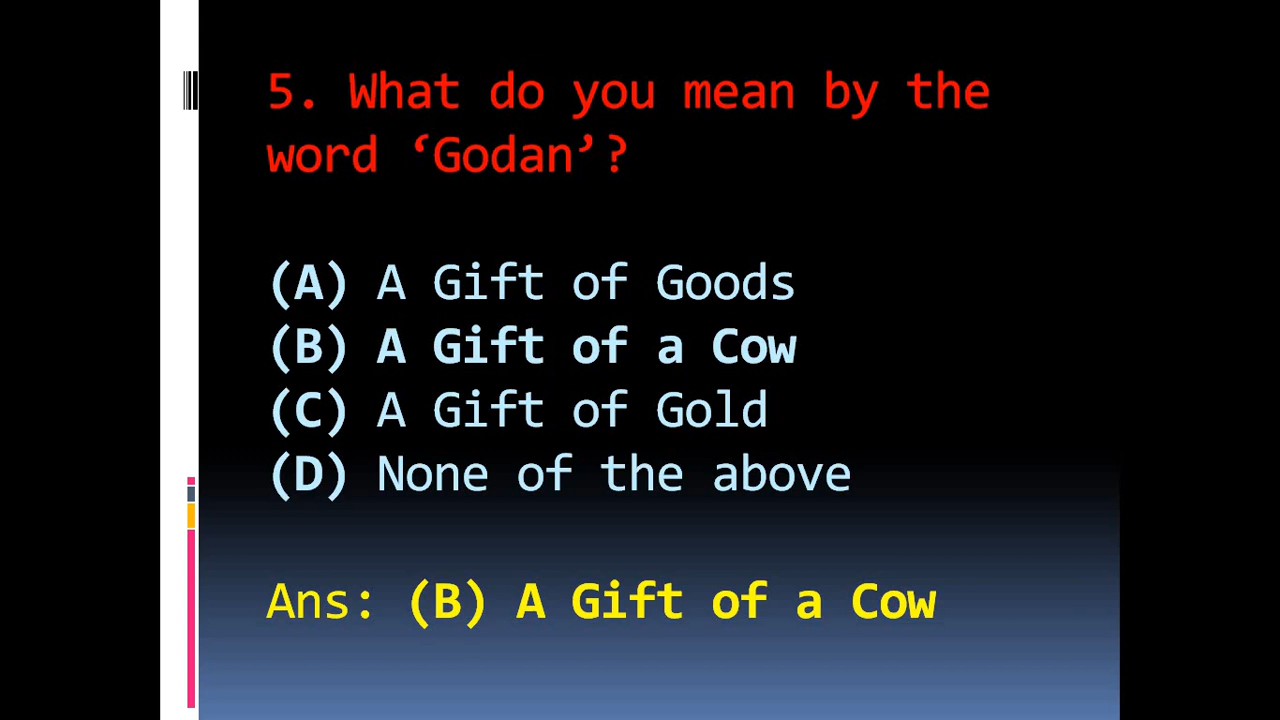 5. What do you mean by the
word ‘Godan’?
(A) A Gift of Goods
(B) A Gift of a Cow
(C) A Gift of Gold
(D) None of the above
Ans: (B) A Gift of a Cow